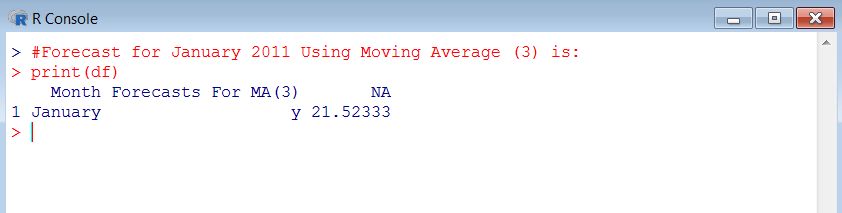 R Console
> #Forecast for January 2011 Using Moving Average (3) is:
> print(df)
    Month Forecasts For MA(3)       NA
1 January                   y 21.52333
>